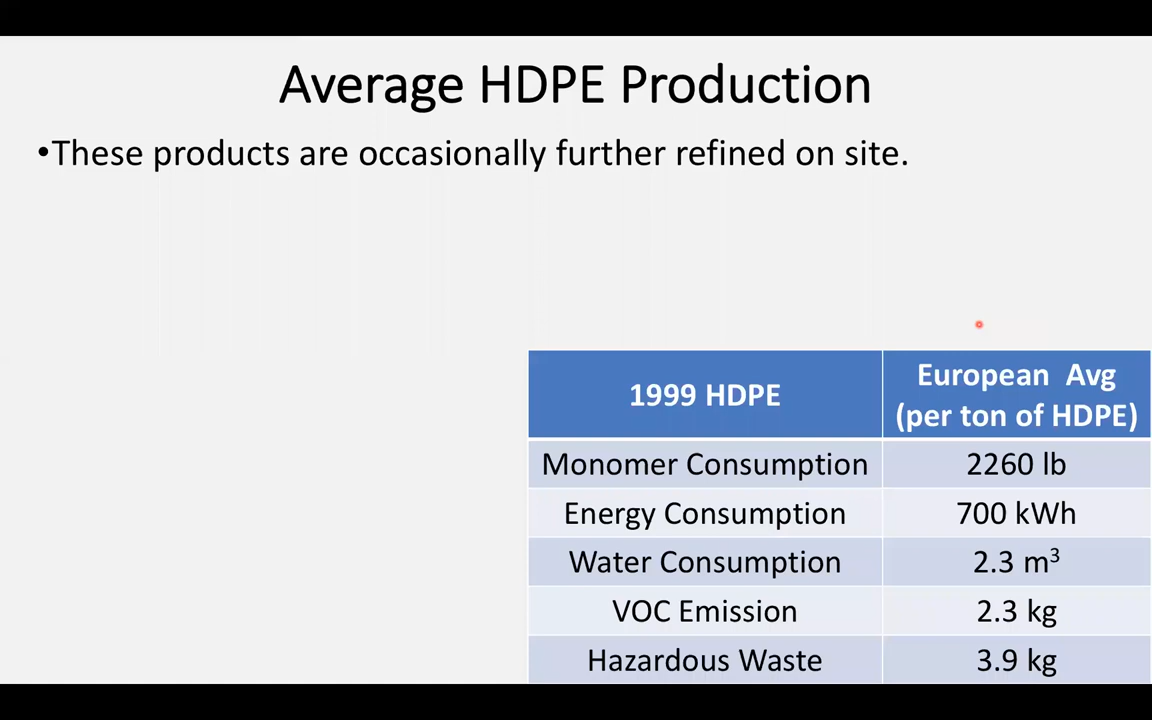 Average HDPE Production
•These products are occasionally further refined on site.
1999 HDPE
European Avg
(per ton of HDPE)
Monomer Consumption 2260 lb
Energy Consumption 700 kWh
Water Consumption 2.3 m³
VOC Emission 2.3 kg
Hazardous Waste 3.9 kg